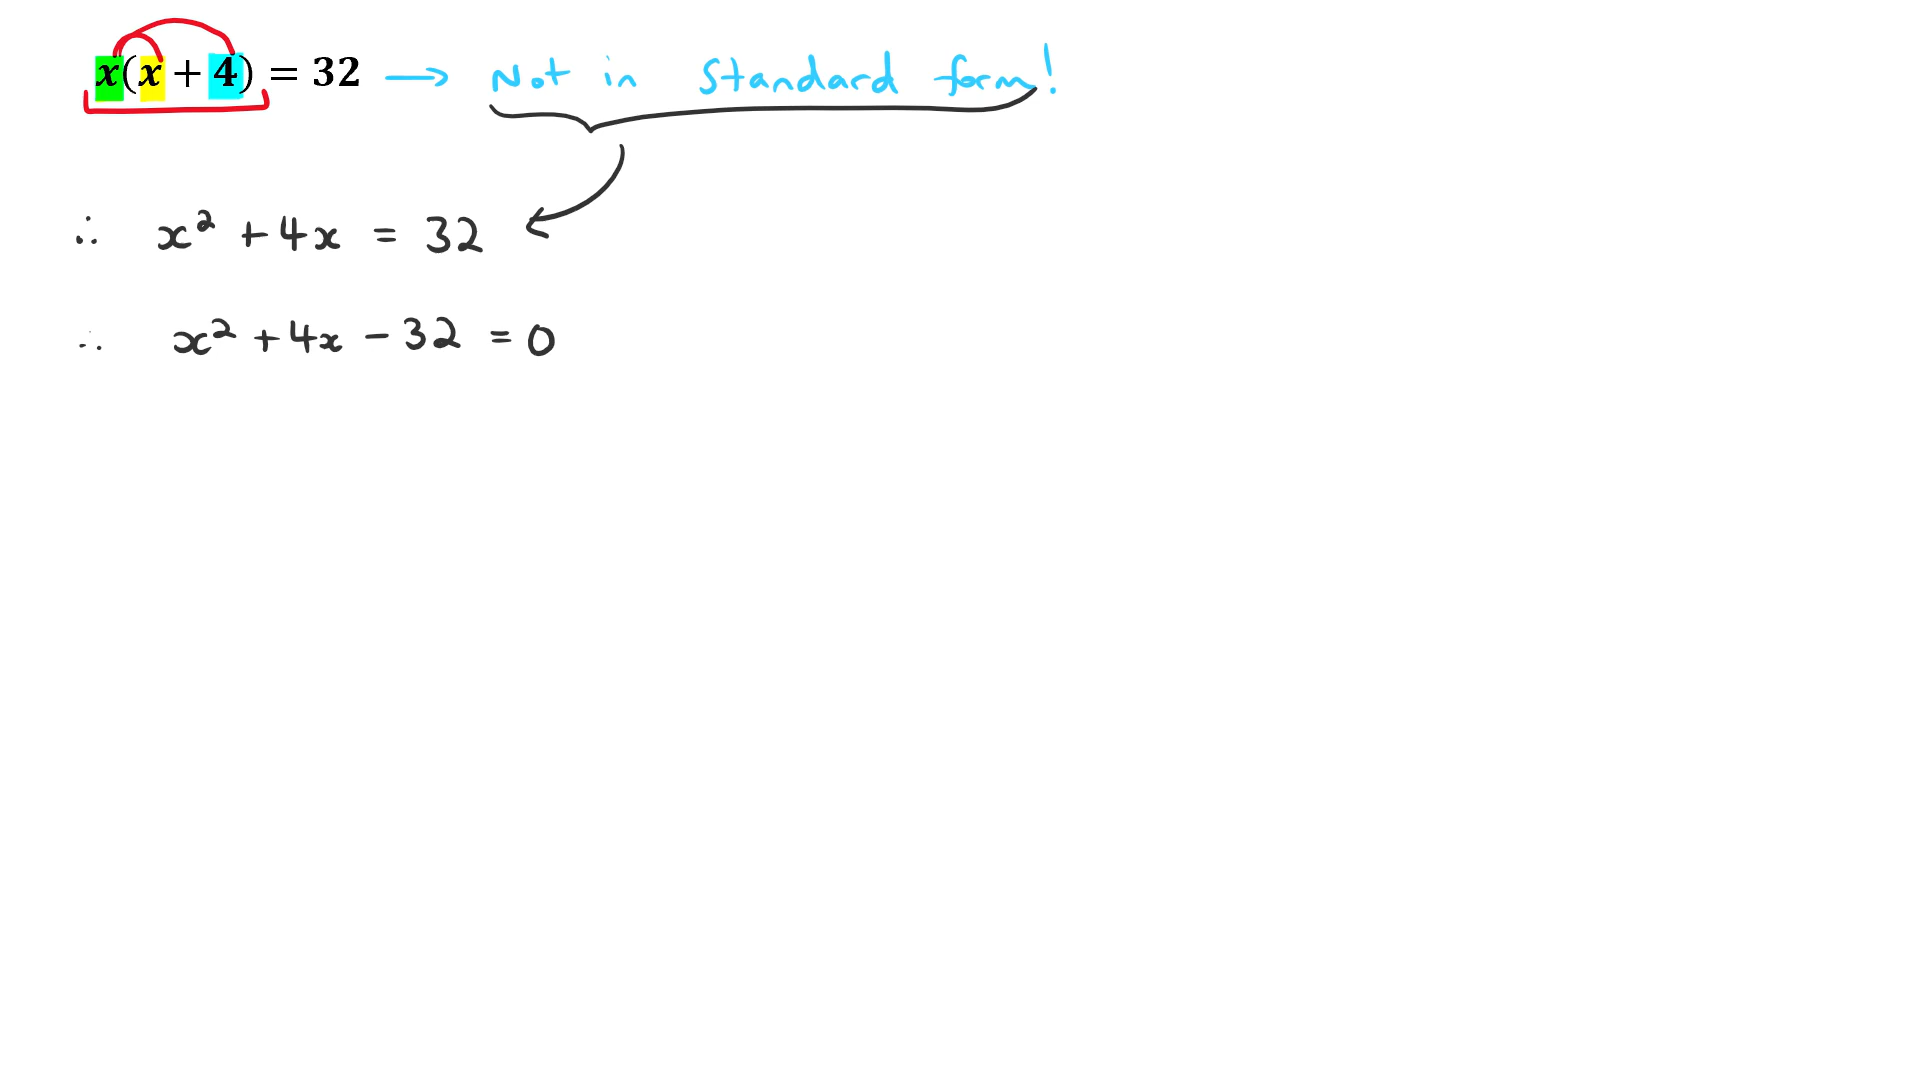 x(x + 4) = 32 → Not in standard form!
∴ x² + 4x = 32
∴ x² + 4x − 32 = 0